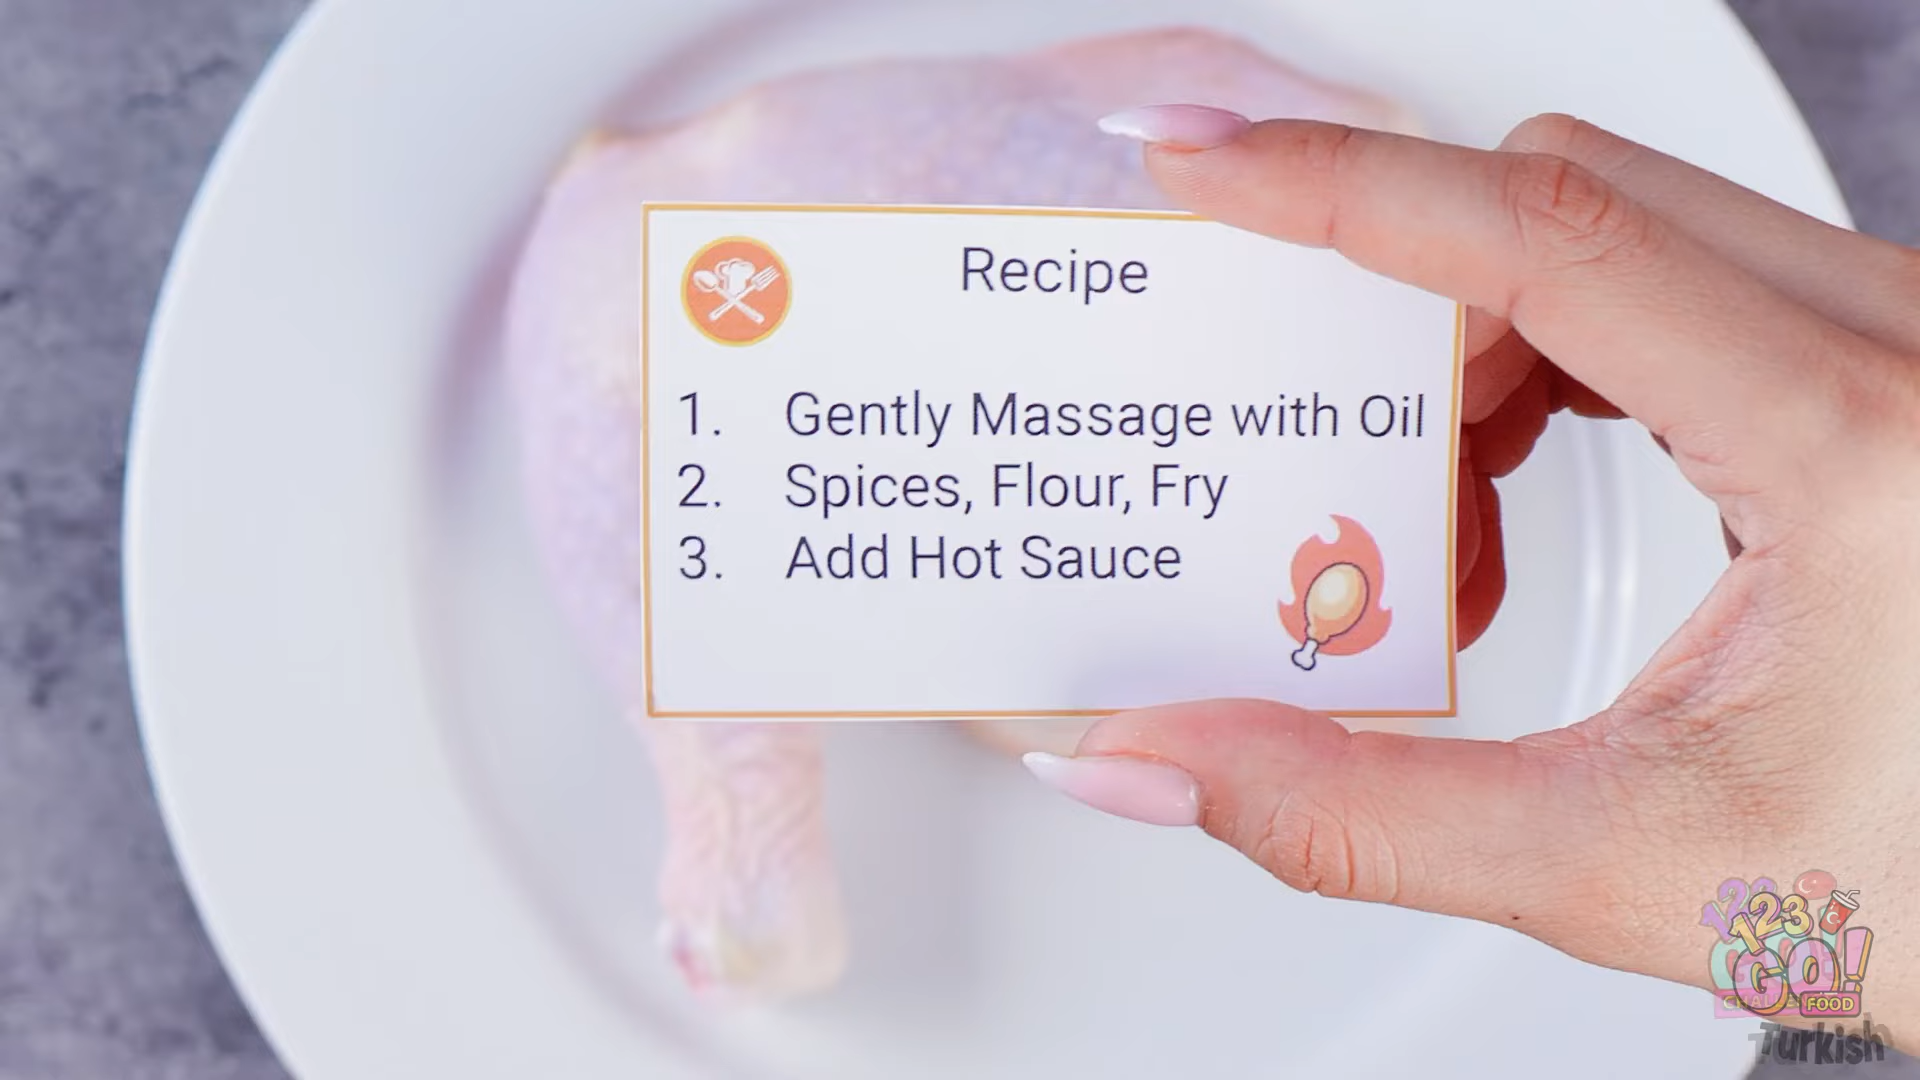 Recipe
1. Gently Massage with Oil
2. Spices, Flour, Fry
3. Add Hot Sauce
123
GO!
FOOD
Turkish